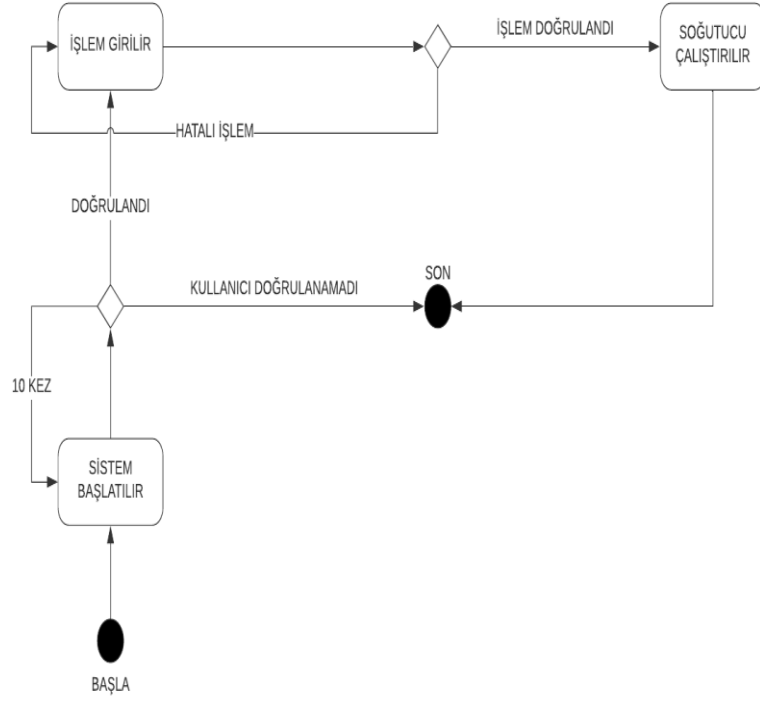 İŞLEM GİRİLİR
İŞLEM DOĞRULANDI
SOĞUTUCU
ÇALIŞTIRILIR
HATALI İŞLEM
DOĞRULANDI
SON
KULLANICI DOĞRULANAMADI
10 KEZ
SİSTEM
BAŞLATILIR
BAŞLA